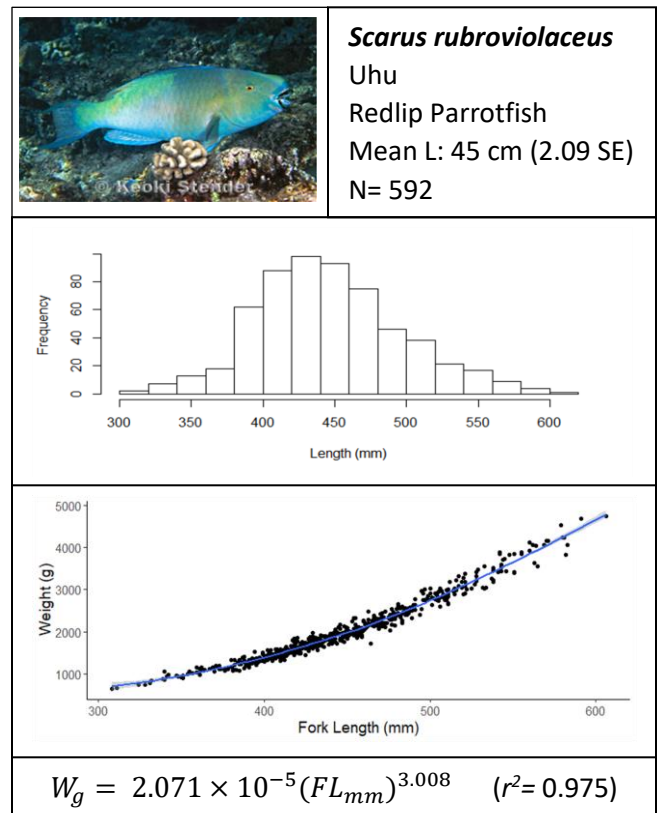 Scarus rubroviolaceus
Uhu
Redlip Parrotfish
Mean L: 45 cm (2.09 SE)
N= 592
© Keoki Stender
Frequency
80
60
40
20
0
300 350 400 450 500 550 600
Length (mm)
Weight (g)
5000
4000
3000
2000
1000
300 400 500 600
Fork Length (mm)
W_g = 2.071 × 10⁻⁵(FL_mm)^3.008 (r²= 0.975)